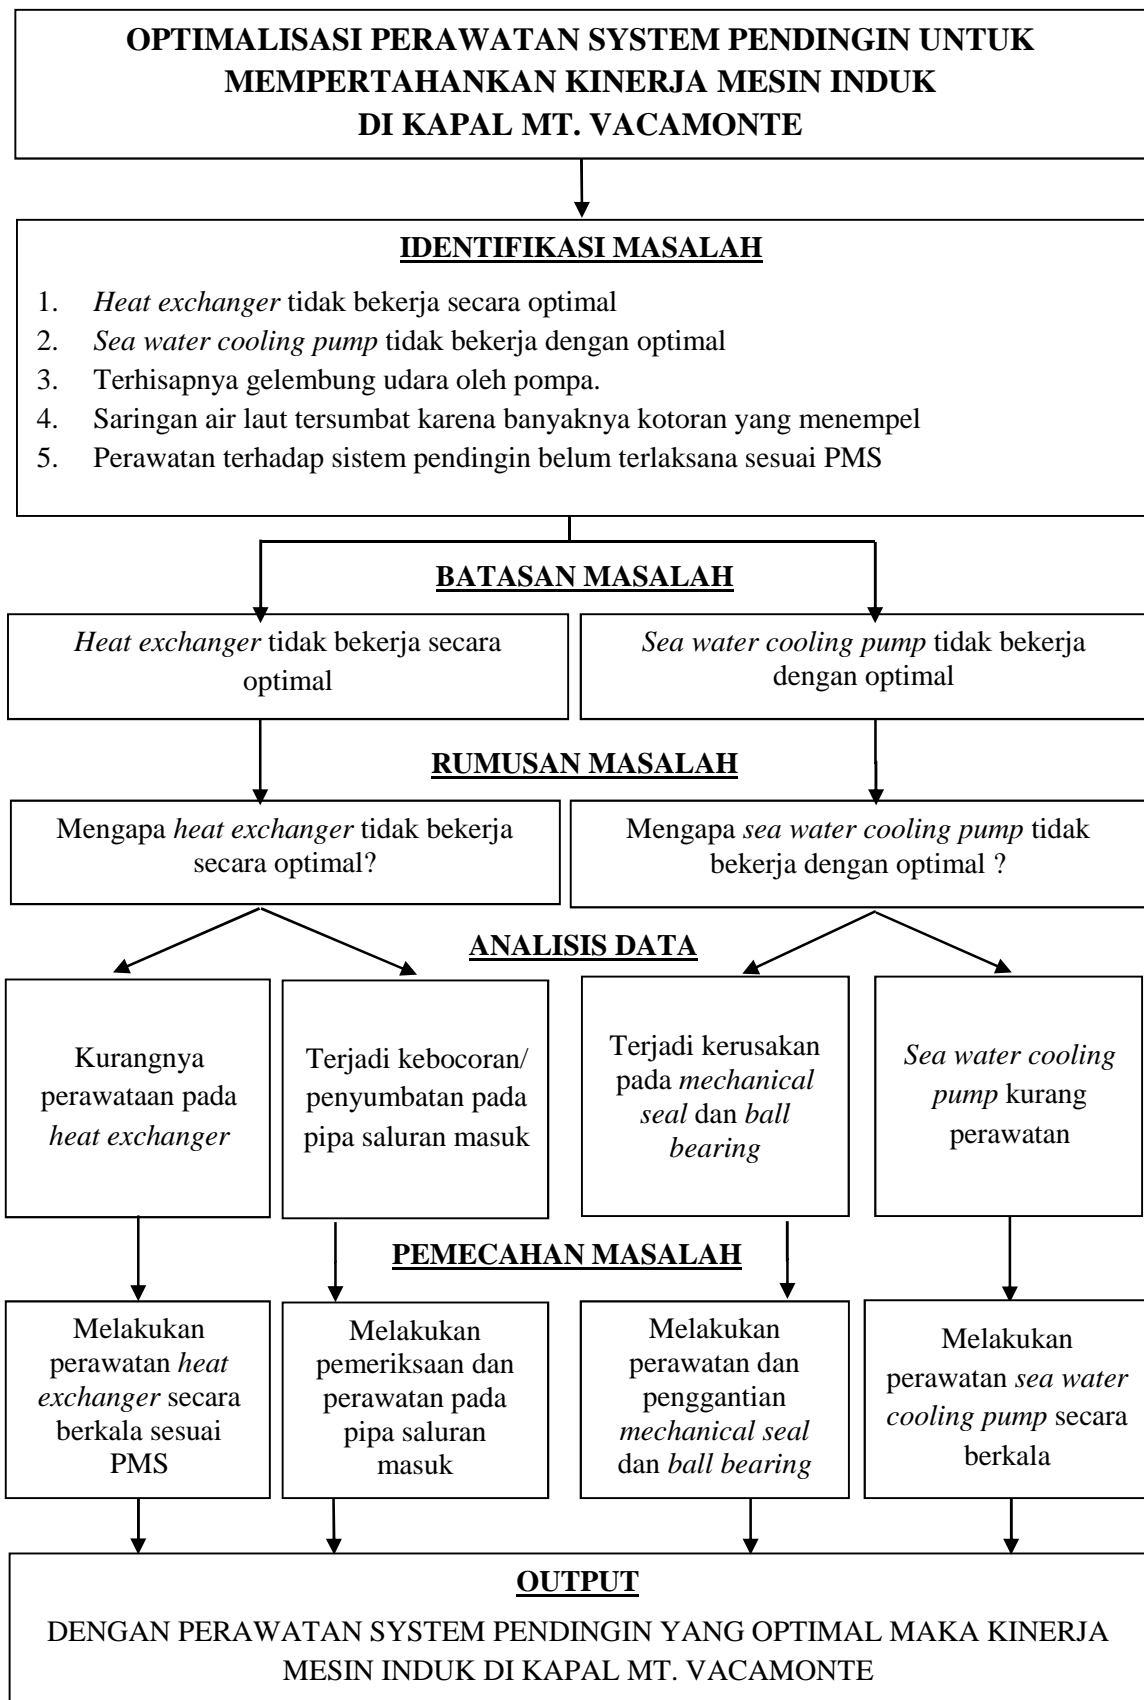 OPTIMALISASI PERAWATAN SYSTEM PENDINGIN UNTUK
MEMPERTAHANKAN KINERJA MESIN INDUK
DI KAPAL MT. VACAMONTE
IDENTIFIKASI MASALAH
1. Heat exchanger tidak bekerja secara optimal
2. Sea water cooling pump tidak bekerja dengan optimal
3. Terhisapnya gelembung udara oleh pompa.
4. Saringan air laut tersumbat karena banyaknya kotoran yang menempel
5. Perawatan terhadap sistem pendingin belum terlaksana sesuai PMS
BATASAN MASALAH
Heat exchanger tidak bekerja secara
optimal
Sea water cooling pump tidak bekerja
dengan optimal
RUMUSAN MASALAH
Mengapa heat exchanger tidak bekerja
secara optimal?
Mengapa sea water cooling pump tidak
bekerja dengan optimal ?
ANALISIS DATA
Kurangnya
perawataan pada
heat exchanger
Terjadi kebocoran/
penyumbatan pada
pipa saluran masuk
Terjadi kerusakan
pada mechanical
seal dan ball
bearing
Sea water cooling
pump kurang
perawatan
PEMECAHAN MASALAH
Melakukan
perawatan heat
exchanger secara
berkala sesuai
PMS
Melakukan
pemeriksaan dan
perawatan pada
pipa saluran
masuk
Melakukan
perawatan dan
penggantian
mechanical seal
dan ball bearing
Melakukan
perawatan sea water
cooling pump secara
berkala
OUTPUT
DENGAN PERAWATAN SYSTEM PENDINGIN YANG OPTIMAL MAKA KINERJA
MESIN INDUK DI KAPAL MT. VACAMONTE